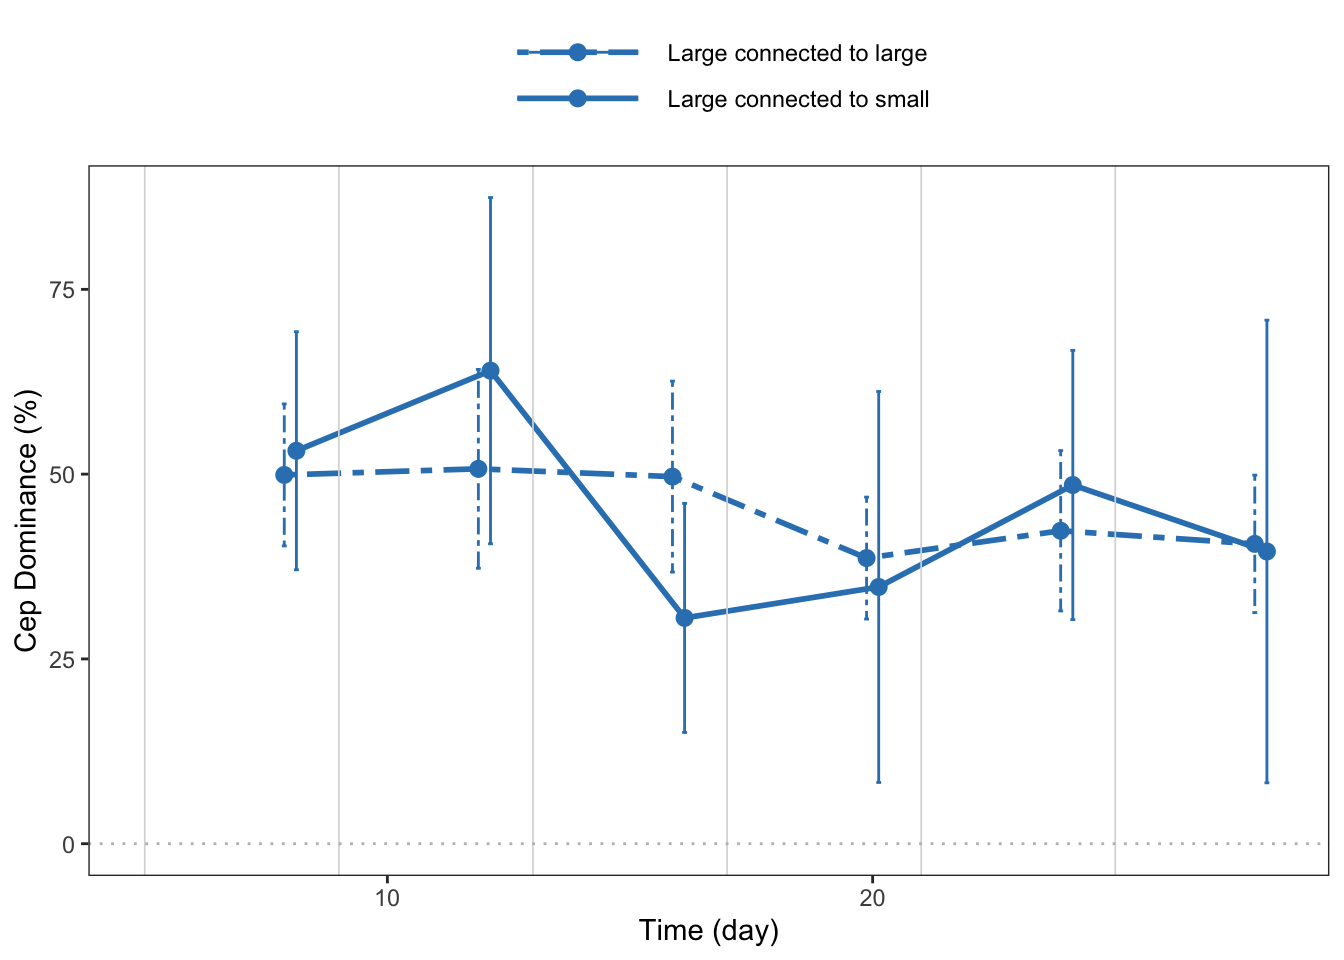 Large connected to large
Large connected to small
75
50
25
0
Cep Dominance (%)
10 20
Time (day)